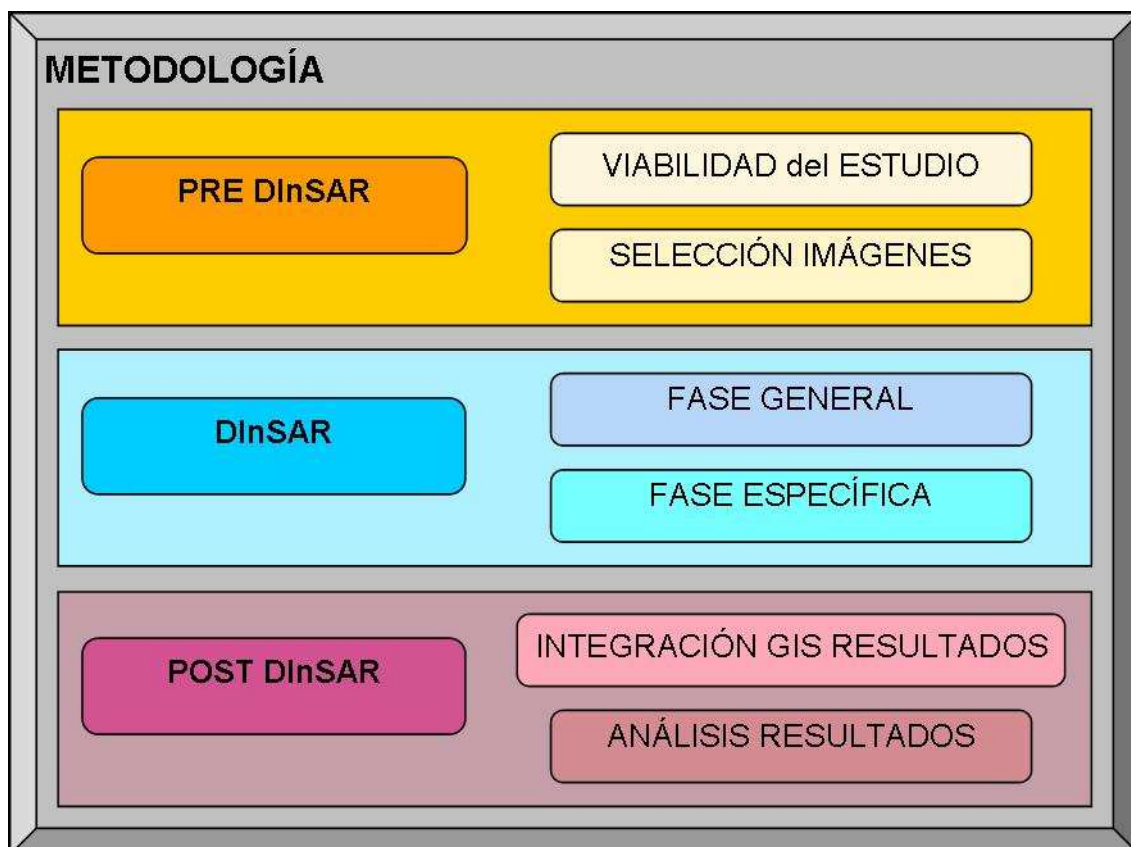 METODOLOGÍA
PRE DInSAR
VIABILIDAD del ESTUDIO
SELECCIÓN IMÁGENES
DInSAR
FASE GENERAL
FASE ESPECÍFICA
POST DInSAR
INTEGRACIÓN GIS RESULTADOS
ANÁLISIS RESULTADOS